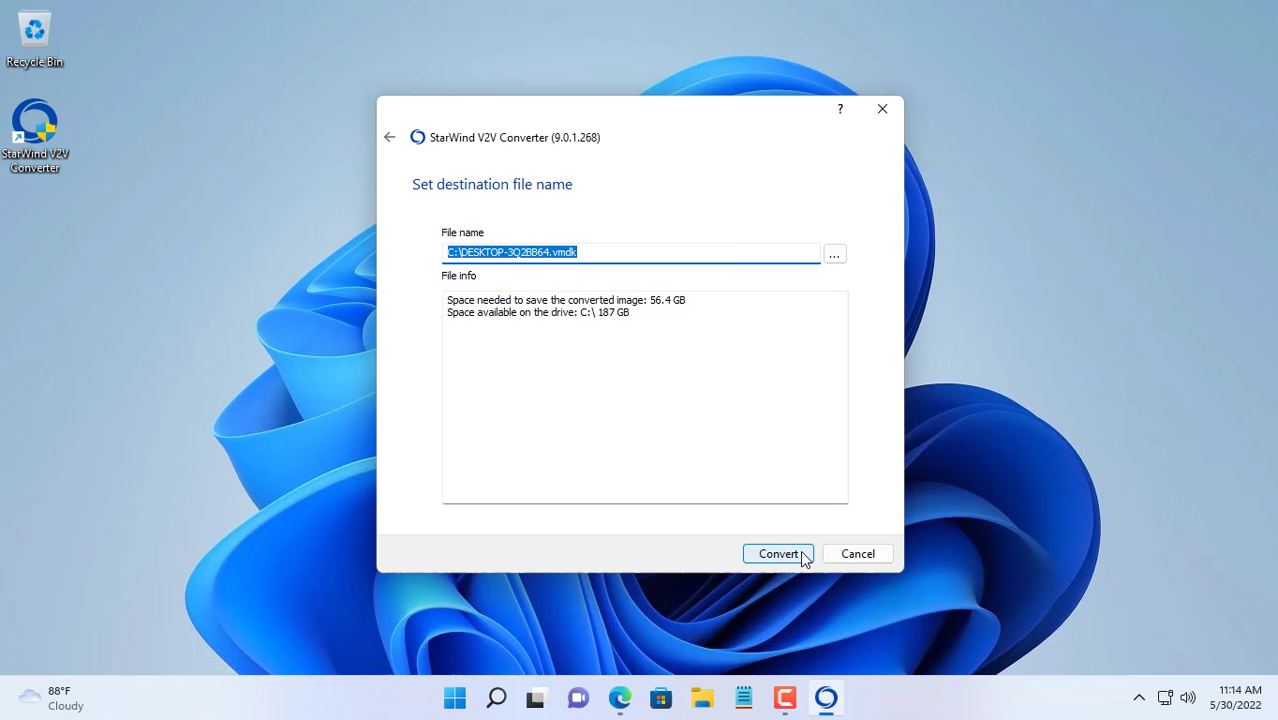 Recycle Bin
StarWind V2V
Converter
?
StarWind V2V Converter (9.0.1.268)
Set destination file name
File name
C:\DESKTOP-3Q2BB64.vmdk
...
File info
Space needed to save the converted image: 56.4 GB
Space available on the drive: C:\ 187 GB
Convert
Cancel
88°F
Cloudy
11:14 AM
5/30/2022